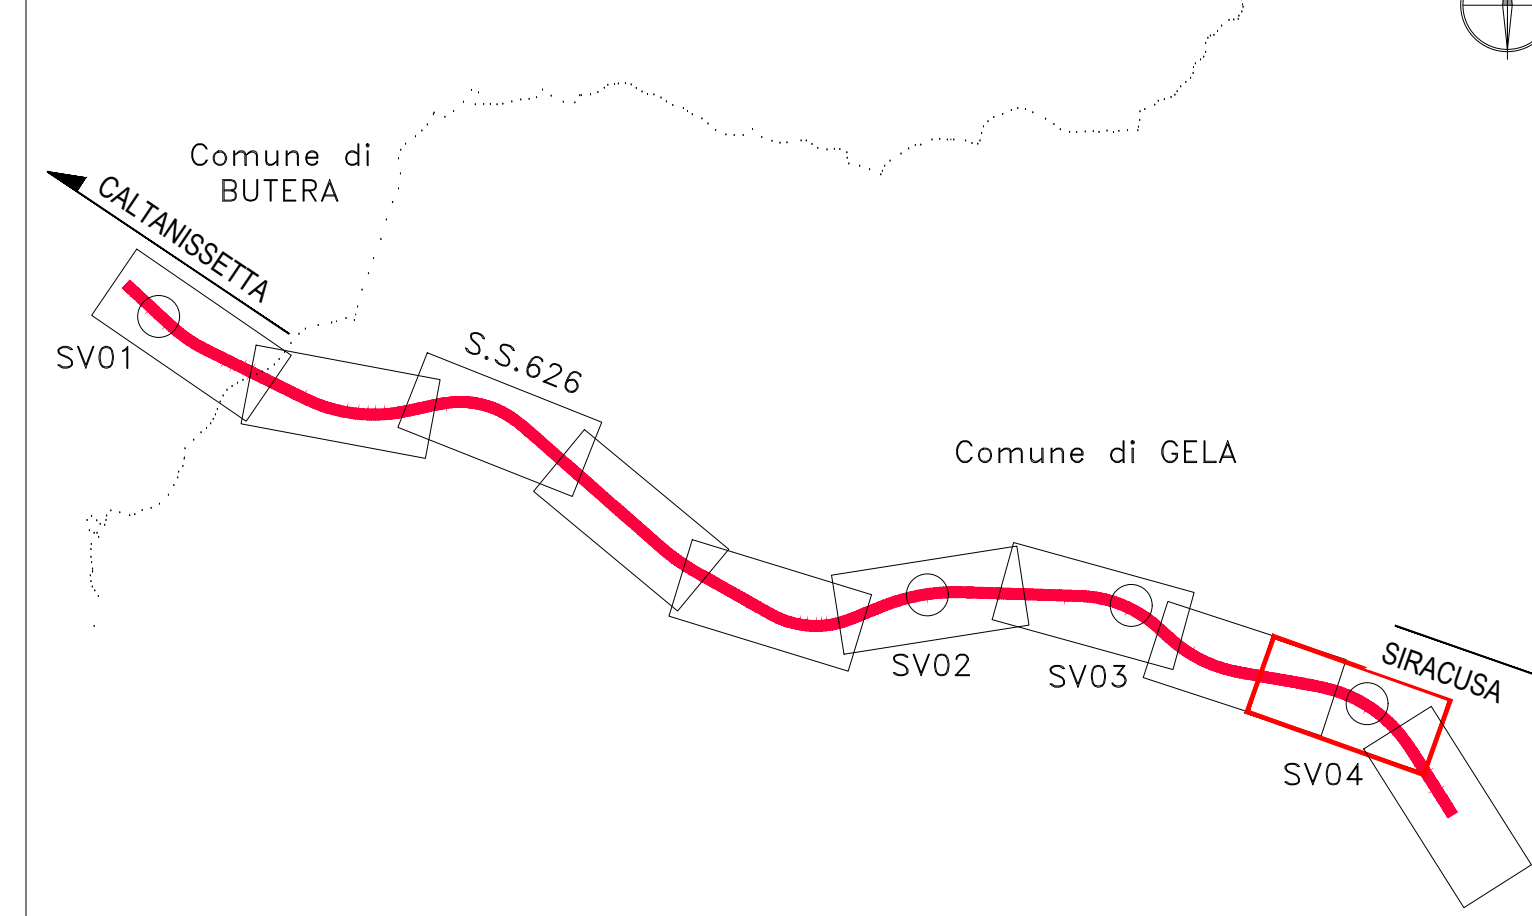 Comune di
BUTERA
CALTANISSETTA
SV01
S.S.626
Comune di GELA
SV02
SV03
SIRACUSA
SV04